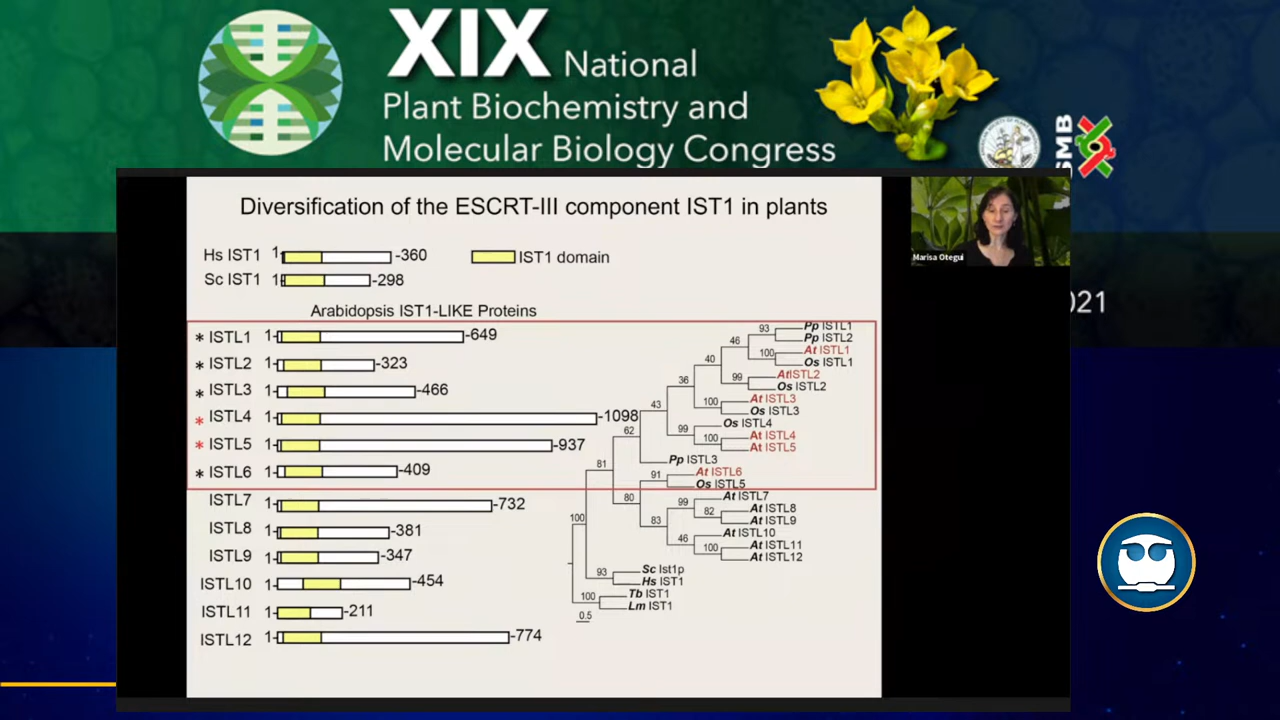 XIX National
Plant Biochemistry and
Molecular Biology Congress
SMB
021
Marisa Otegui
Diversification of the ESCRT-III component IST1 in plants
Hs IST1 1 -360
IST1 domain
Sc IST1 1 -298
Arabidopsis IST1-LIKE Proteins
* ISTL1 1- -649
* ISTL2 1- -323
* ISTL3 1- -466
* ISTL4 1- -1098
* ISTL5 1- -937
* ISTL6 1- -409
ISTL7 1- -732
ISTL8 1- -381
ISTL9 1- -347
ISTL10 1- -454
ISTL11 1- -211
ISTL12 1- -774
93 Pp ISTL1
Pp ISTL2
46
At ISTL1
100
Os ISTL1
40
AtISTL2
99
Os ISTL2
36
At ISTL3
100
Os ISTL3
43
Os ISTL4
99
At ISTL4
100
At ISTL5
62
Pp ISTL3
81
At ISTL6
91
Os ISTL5
80
At ISTL7
99
At ISTL8
82
At ISTL9
83
At ISTL10
46
At ISTL11
100
At ISTL12
100
Sc Ist1p
93
Hs IST1
Tb IST1
100
Lm IST1
0.5